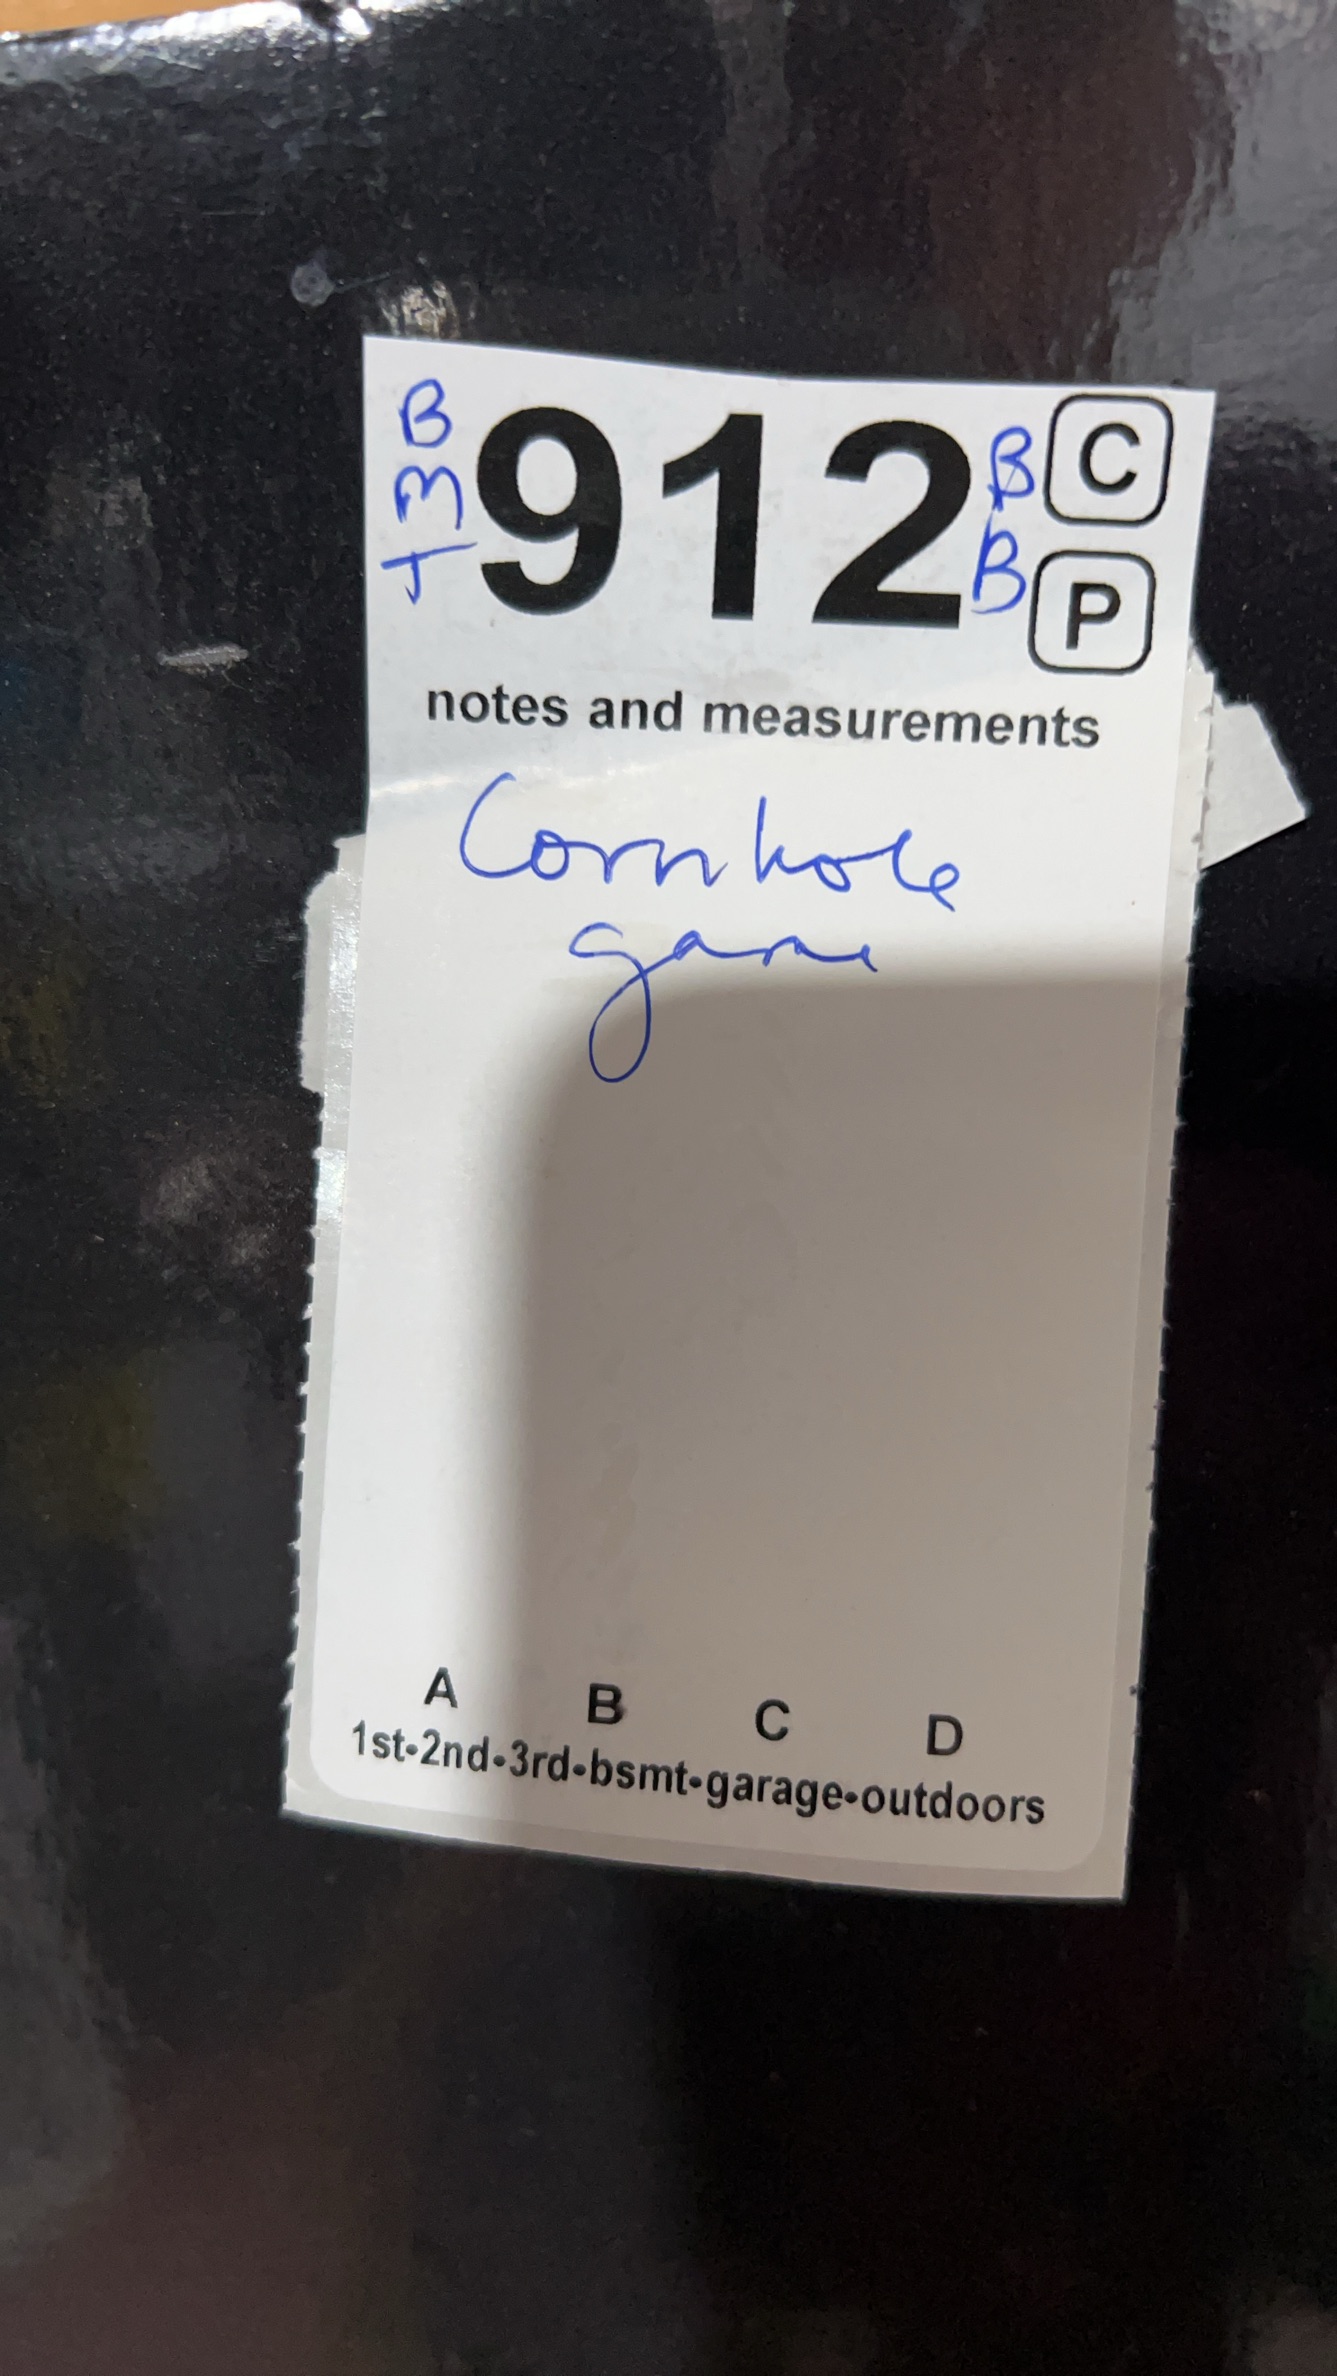 B 912 B C
M
T B P
notes and measurements
Cornhole
game
A B C D
1st•2nd•3rd•bsmt•garage•outdoors